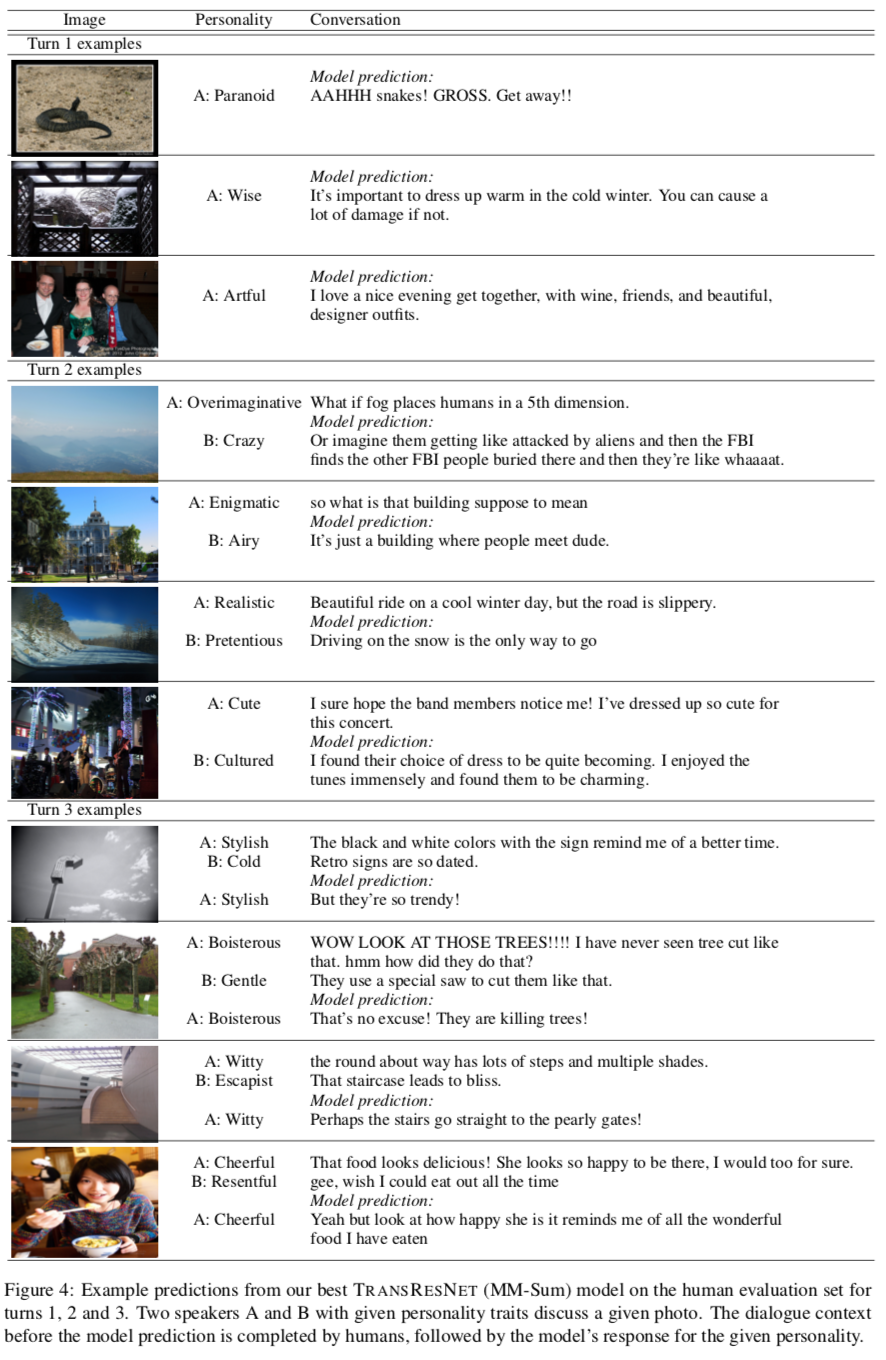 Image Personality Conversation
Turn 1 examples
Model prediction:
A: Paranoid AAHHH snakes! GROSS. Get away!!
Model prediction:
A: Wise It's important to dress up warm in the cold winter. You can cause a
lot of damage if not.
Model prediction:
A: Artful I love a nice evening get together, with wine, friends, and beautiful,
designer outfits.
Turn 2 examples
A: Overimaginative What if fog places humans in a 5th dimension.
Model prediction:
B: Crazy Or imagine them getting like attacked by aliens and then the FBI
finds the other FBI people buried there and then they're like whaaaat.
A: Enigmatic so what is that building suppose to mean
Model prediction:
B: Airy It's just a building where people meet dude.
A: Realistic Beautiful ride on a cool winter day, but the road is slippery.
Model prediction:
B: Pretentious Driving on the snow is the only way to go
A: Cute I sure hope the band members notice me! I've dressed up so cute for
this concert.
Model prediction:
B: Cultured I found their choice of dress to be quite becoming. I enjoyed the
tunes immensely and found them to be charming.
Turn 3 examples
A: Stylish The black and white colors with the sign remind me of a better time.
B: Cold Retro signs are so dated.
Model prediction:
A: Stylish But they're so trendy!
A: Boisterous WOW LOOK AT THOSE TREES!!!! I have never seen tree cut like
that. hmm how did they do that?
B: Gentle They use a special saw to cut them like that.
Model prediction:
A: Boisterous That's no excuse! They are killing trees!
A: Witty the round about way has lots of steps and multiple shades.
B: Escapist That staircase leads to bliss.
Model prediction:
A: Witty Perhaps the stairs go straight to the pearly gates!
A: Cheerful That food looks delicious! She looks so happy to be there, I would too for sure.
B: Resentful gee, wish I could eat out all the time
Model prediction:
A: Cheerful Yeah but look at how happy she is it reminds me of all the wonderful
food I have eaten
Figure 4: Example predictions from our best TRANSRESNET (MM-Sum) model on the human evaluation set for
turns 1, 2 and 3. Two speakers A and B with given personality traits discuss a given photo. The dialogue context
before the model prediction is completed by humans, followed by the model's response for the given personality.